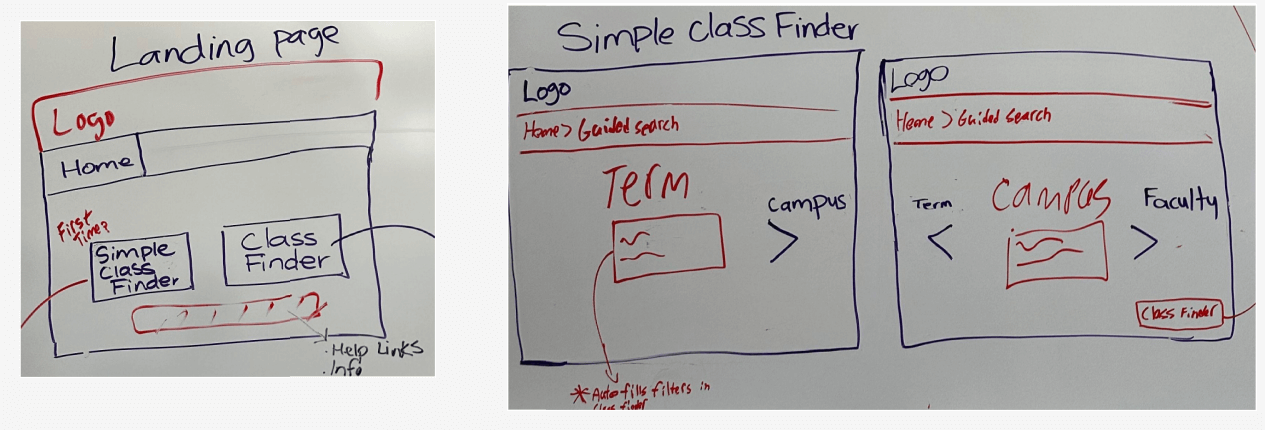 Landing page
Logo
Home
First
Time?
Simple
Class
Finder
Class
Finder
· Help Links
· Info
Simple Class Finder
Logo
Home > Guided search
Term
Campus
>
* Auto-fills filters in
class finder
Logo
Home > Guided search
Term
Campus
Faculty
<
>
Class Finder